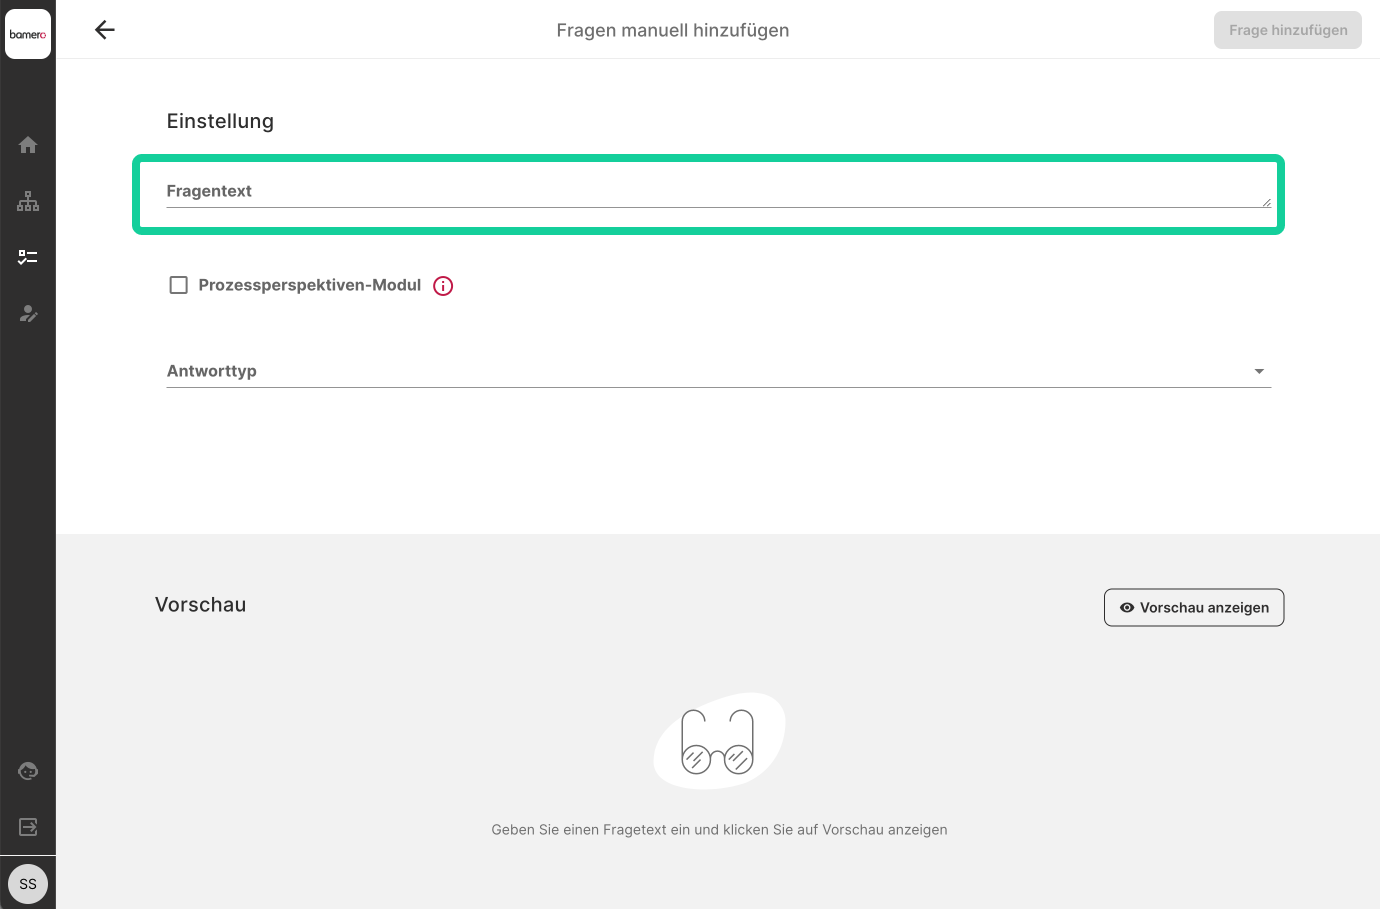 bamero
Fragen manuell hinzufügen
Frage hinzufügen
Einstellung
Fragentext
Prozessperspektiven-Modul
Antworttyp
Vorschau
Vorschau anzeigen
Geben Sie einen Fragetext ein und klicken Sie auf Vorschau anzeigen
SS